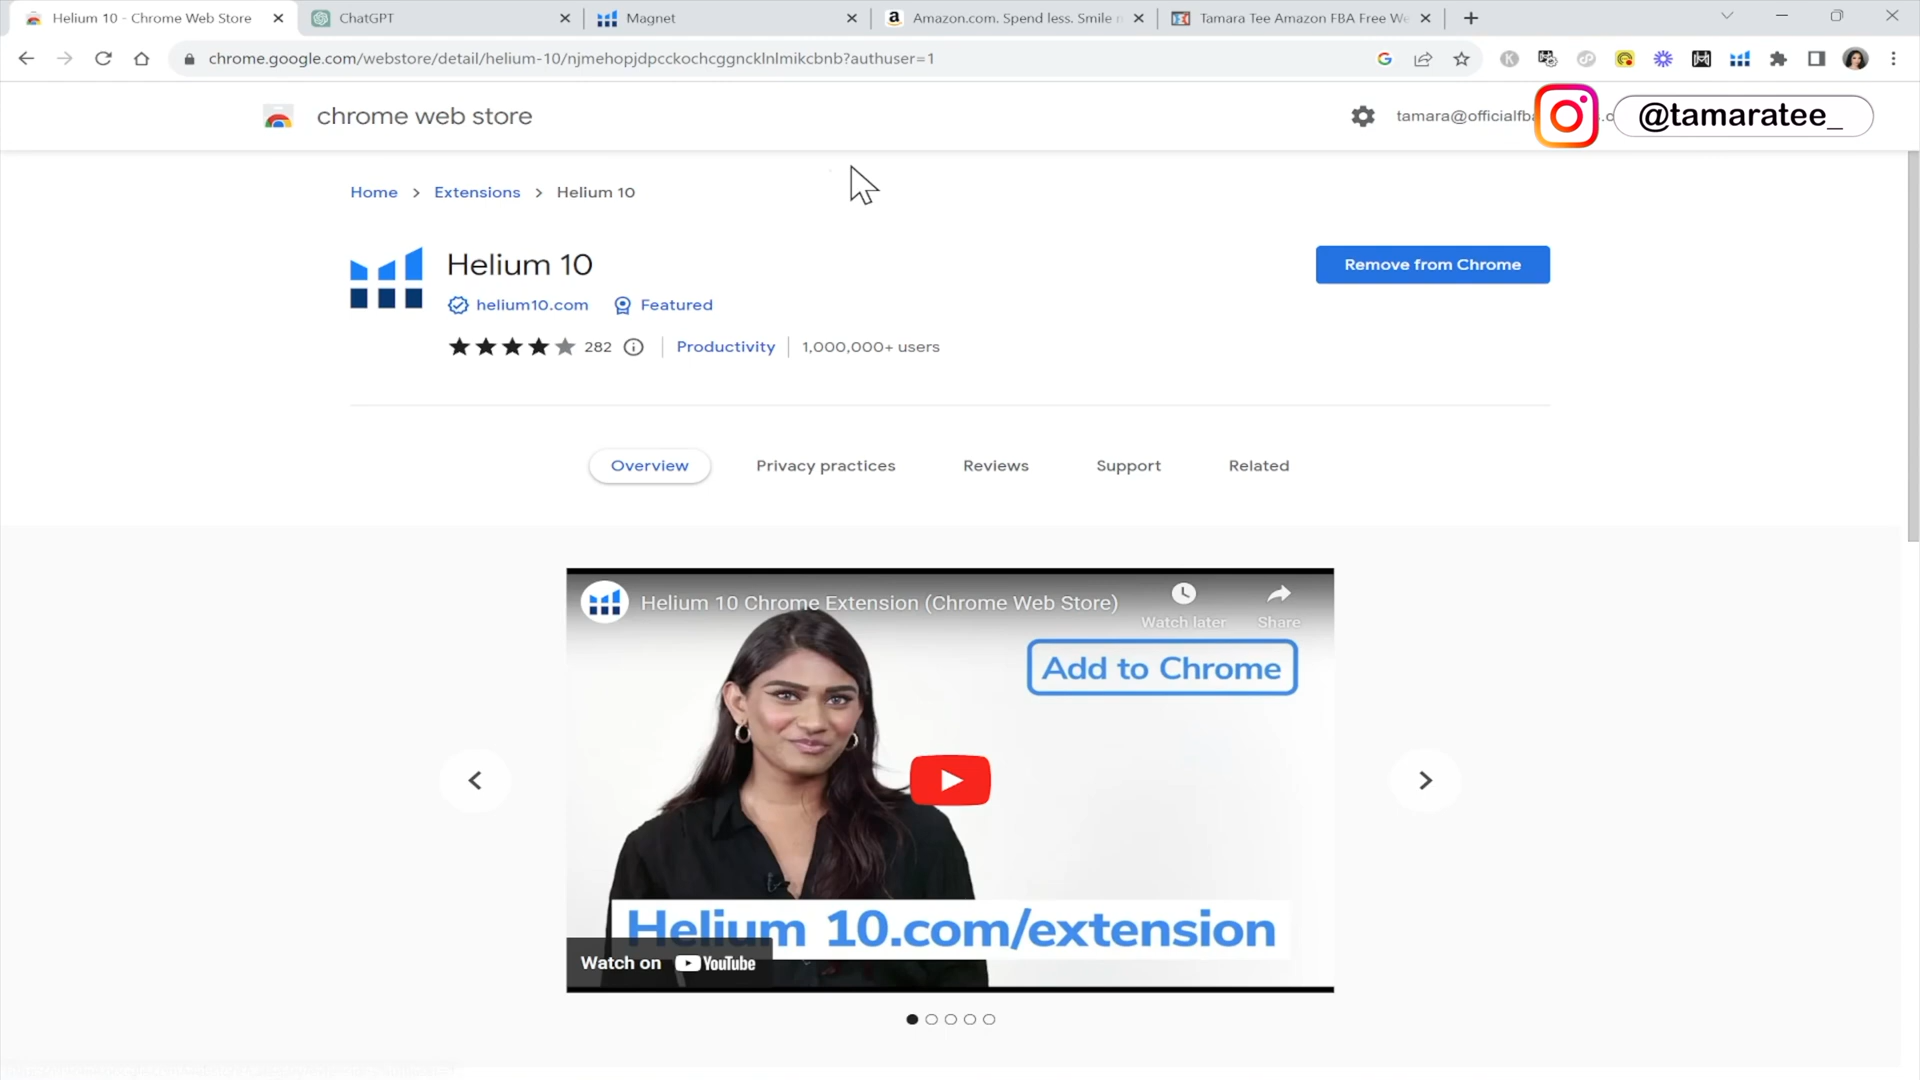 Helium 10 - Chrome Web Store
ChatGPT
Magnet
Amazon.com. Spend less. Smile
Tamara Tee Amazon FBA Free We
chrome.google.com/webstore/detail/helium-10/njmehopjdpcckochcggncklnlmikcbnb?authuser=1
chrome web store
tamara@officialfba
@tamaratee_
Home > Extensions > Helium 10
Helium 10
Remove from Chrome
helium10.com
Featured
282
Productivity
1,000,000+ users
Overview
Privacy practices
Reviews
Support
Related
Helium 10 Chrome Extension (Chrome Web Store)
Watch later
Share
Add to Chrome
Helium 10.com/extension
Watch on YouTube